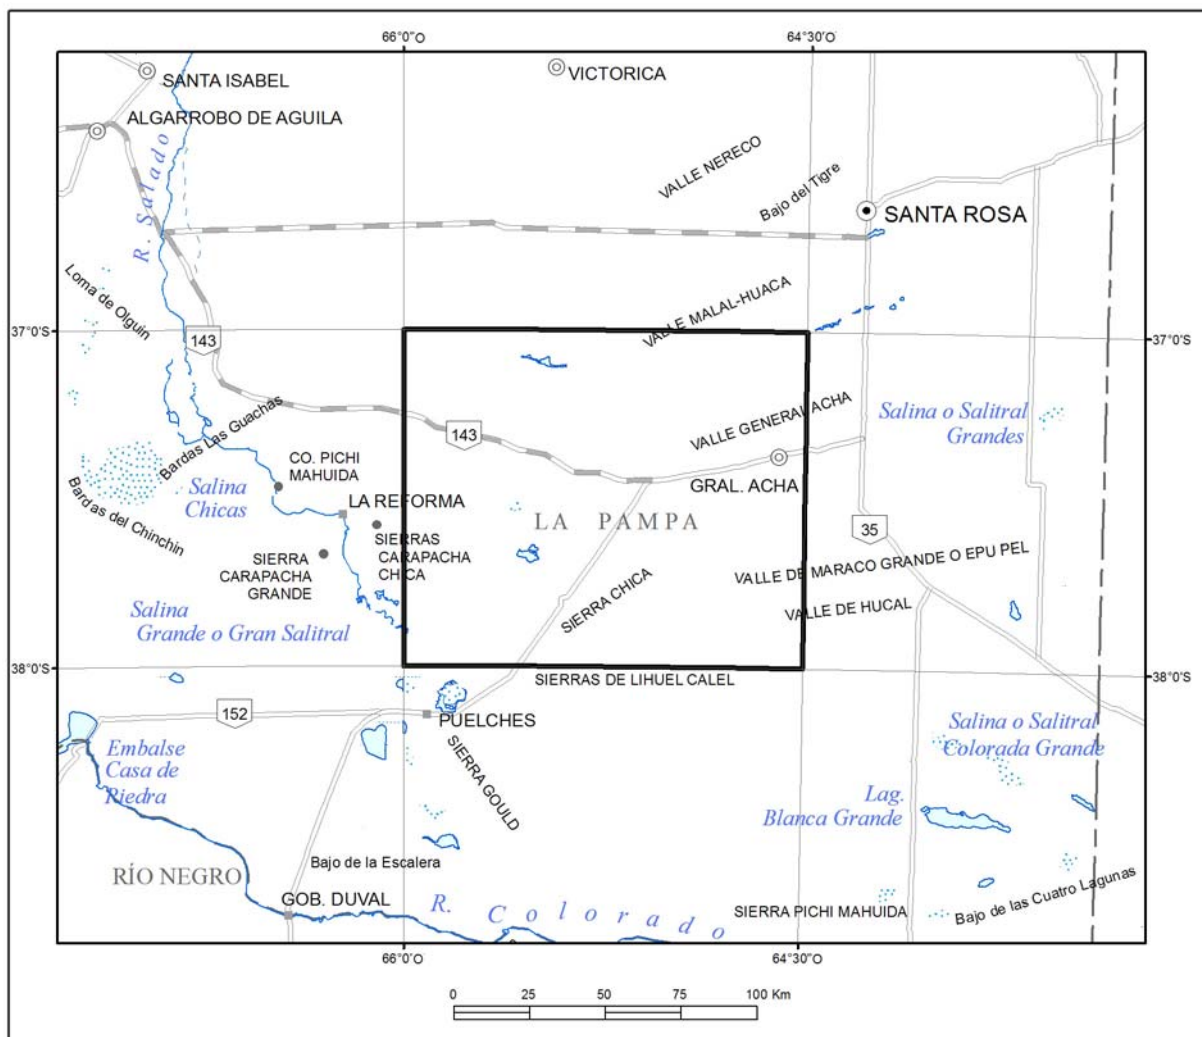 66°0'O
64°30'O
SANTA ISABEL
VICTORICA
ALGARROBO DE AGUILA
R. Salado
VALLE NERECO
Bajo del Tigre
SANTA ROSA
Loma de Olguin
VALLE MALAL-HUACA
37°0'S
37°0'S
143
Bardas Las Guachas
143
VALLE GENERAL ACHA
Salina o Salitral
Grandes
CO. PICHI
MAHUIDA
Salina
Chicas
Bardas del Chinchin
LA REFORMA
GRAL. ACHA
LA PAMPA
35
SIERRAS
CARAPACHA
CHICA
SIERRA
CARAPACHA
GRANDE
VALLE DE MARACO GRANDE O EPU PEL
SIERRA CHICA
VALLE DE HUCAL
Salina
Grande o Gran Salitral
38°0'S
38°0'S
SIERRAS DE LIHUEL CALEL
152
PUELCHES
Salina o Salitral
Colorada Grande
Embalse
Casa de
Piedra
SIERRA GOULD
Lag.
Blanca Grande
Bajo de la Escalera
RÍO NEGRO
GOB. DUVAL
R. Colorado
SIERRA PICHI MAHUIDA
Bajo de las Cuatro Lagunas
66°0'O
64°30'O
0 25 50 75 100 Km